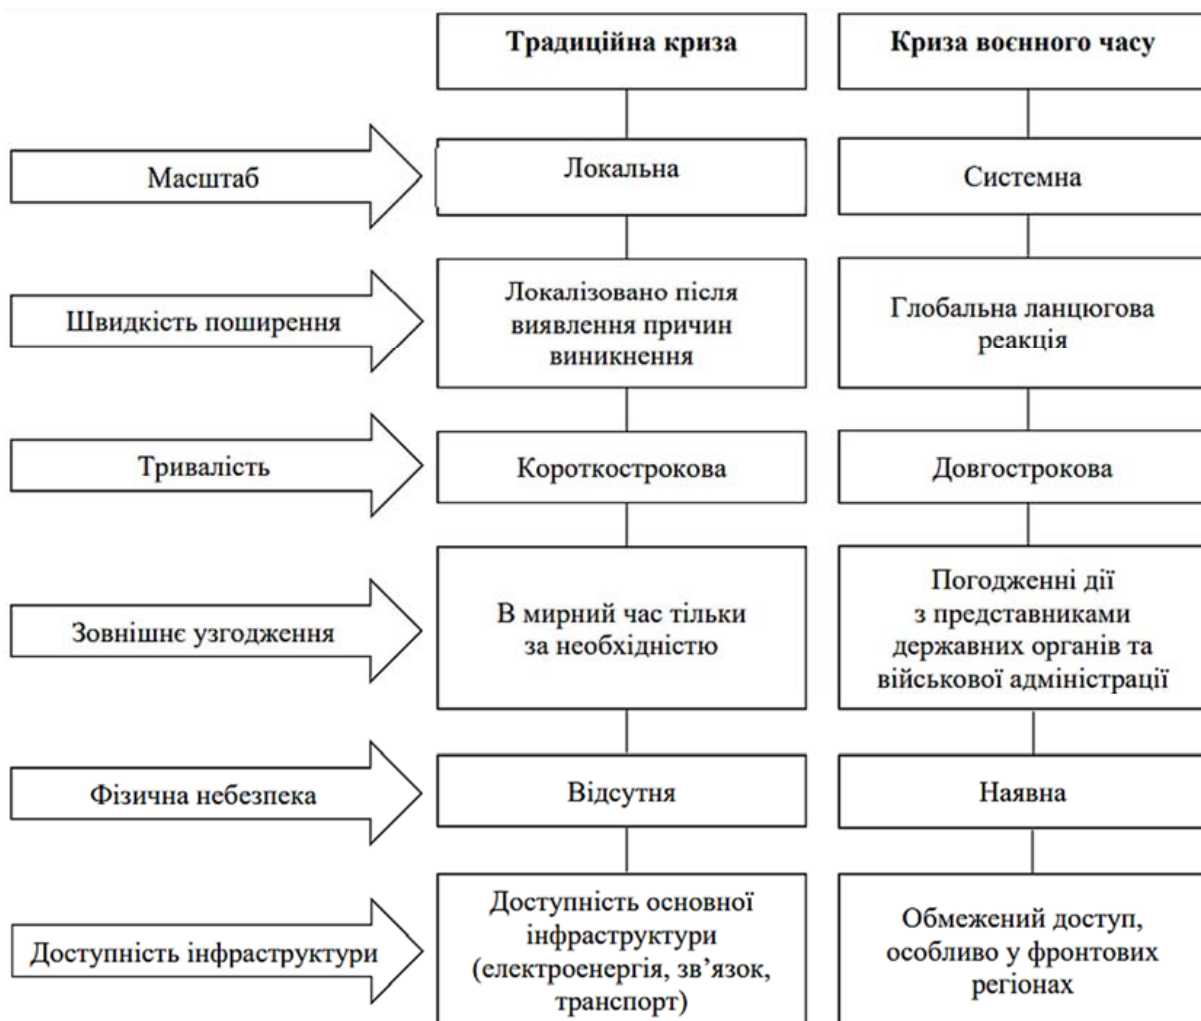 Традиційна криза
Криза воєнного часу
Масштаб
Локальна
Системна
Швидкість поширення
Локалізовано після
виявлення причин
виникнення
Глобальна ланцюгова
реакція
Тривалість
Короткострокова
Довгострокова
Зовнішнє узгодження
В мирний час тільки
за необхідністю
Погодженні дії
з представниками
державних органів та
військової адміністрації
Фізична небезпека
Відсутня
Наявна
Доступність інфраструктури
Доступність основної
інфраструктури
(електроенергія, зв’язок,
транспорт)
Обмежений доступ,
особливо у фронтових
регіонах